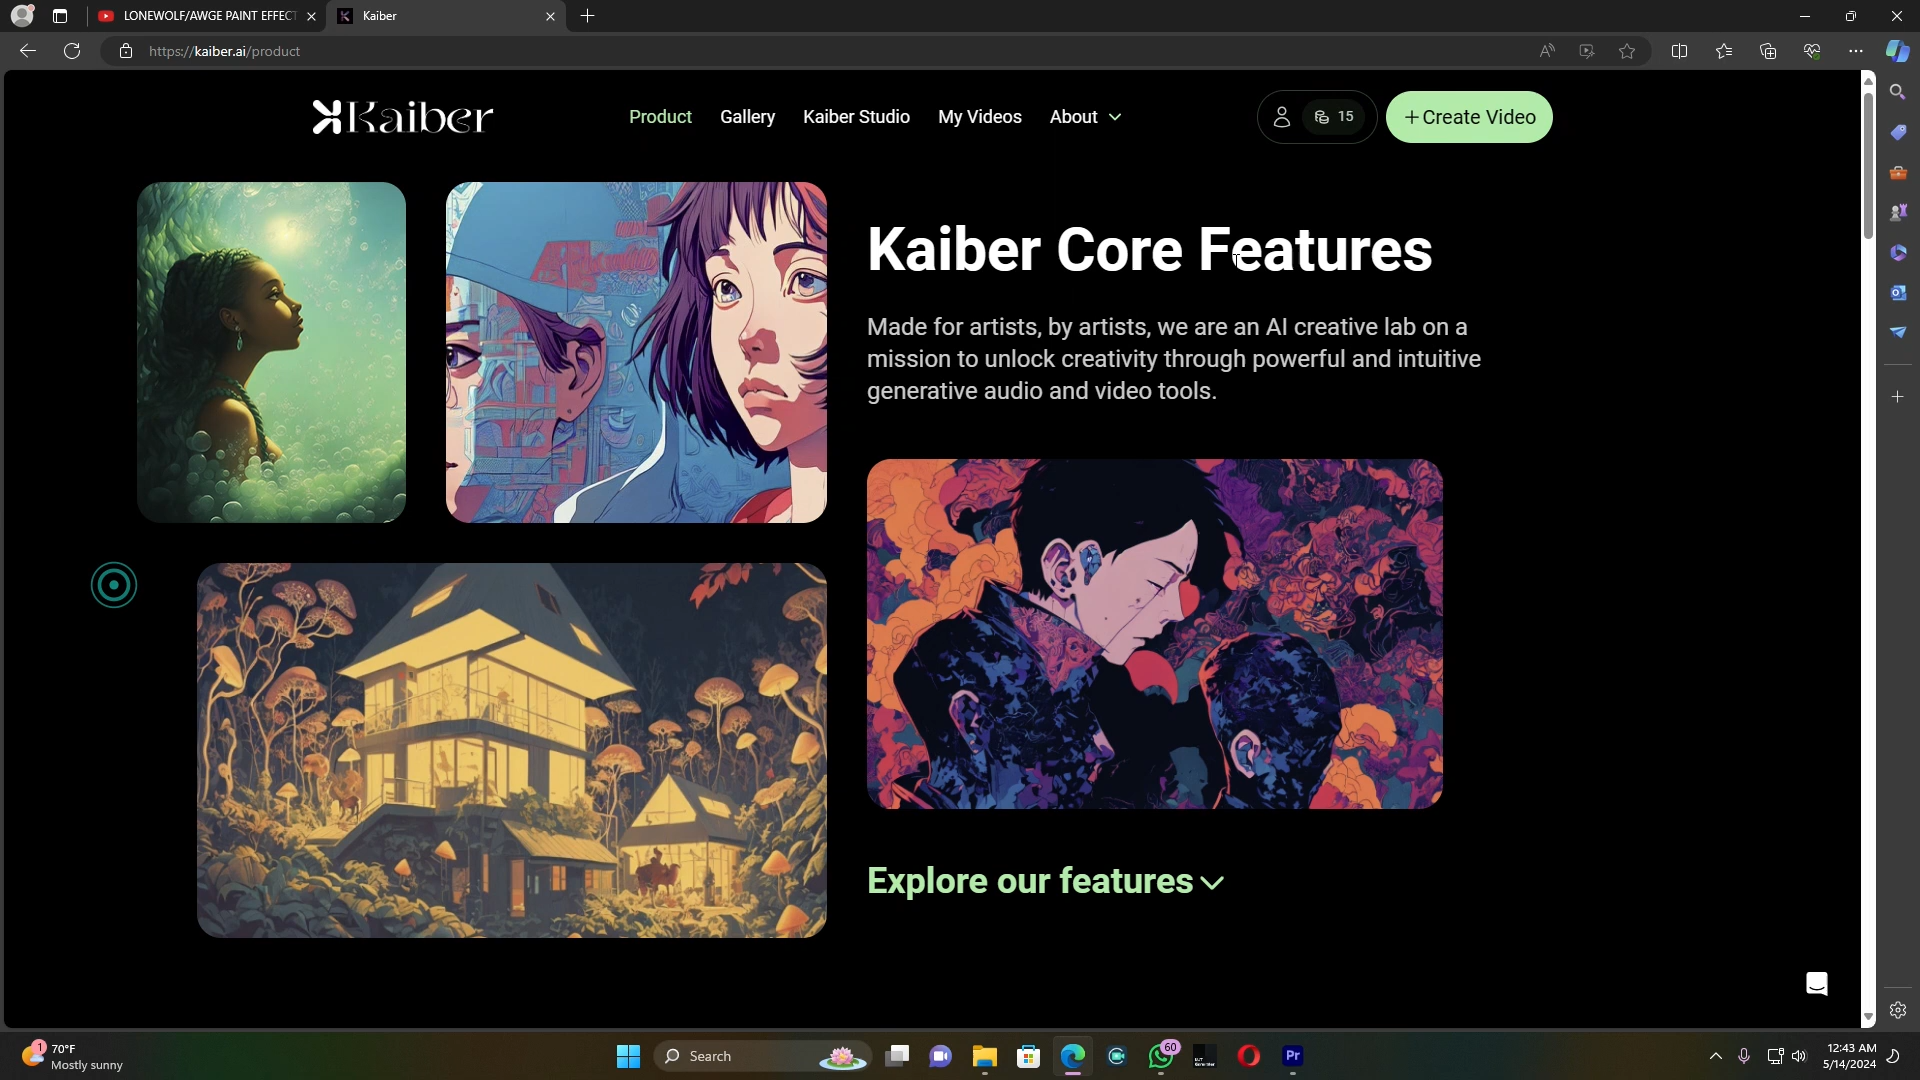 LONEWOLF/AWGE PAINT EFFECT
Kaiber
https://kaiber.ai/product
Kaiber
Product
Gallery
Kaiber Studio
My Videos
About
15
+Create Video
Kaiber Core Features
Made for artists, by artists, we are an AI creative lab on a
mission to unlock creativity through powerful and intuitive
generative audio and video tools.
Explore our features
1
70°F
Mostly sunny
Search
60
Pr
12:43 AM
5/14/2024